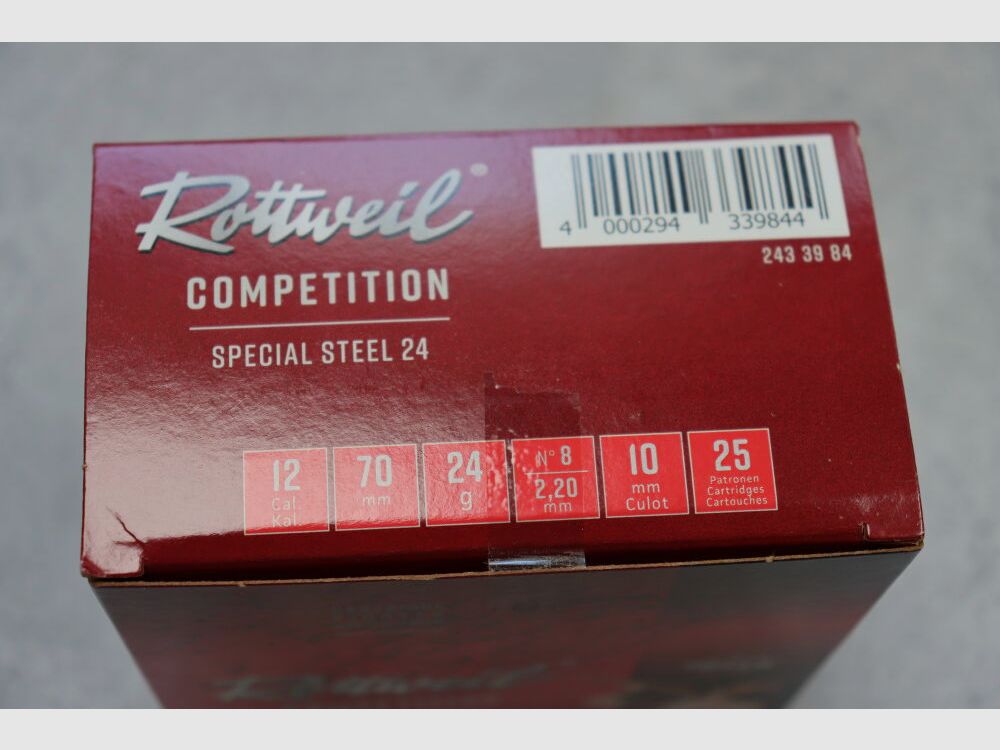 Rottweil®
COMPETITION
SPECIAL STEEL 24
4 000294 339844
243 39 84
12
Cal.
Kal.
70
mm
24
g
N° 8
2,20
mm
10
mm
Culot
25
Patronen
Cartridges
Cartouches
Rottweil